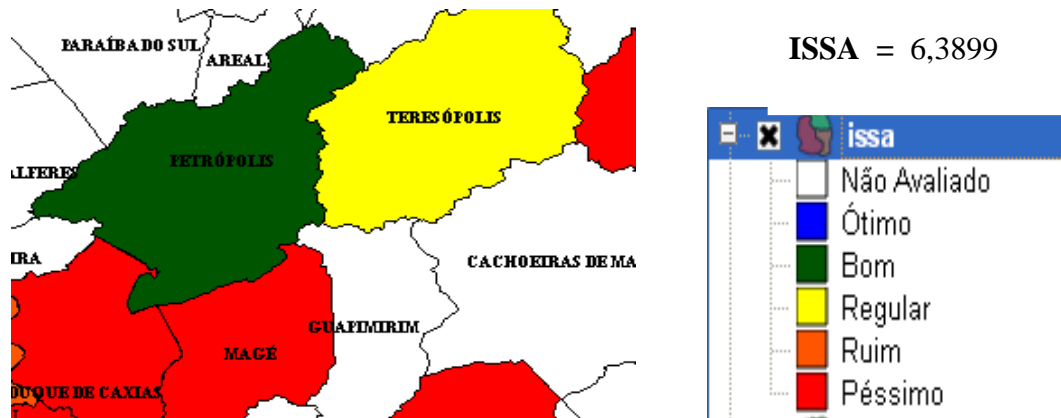 PARAÍBA DO SUL
AREAL
TERESÓPOLIS
PETRÓPOLIS
ALFERES
IRA
CACHOEIRAS DE MA
GUAPIMIRIM
MAGÉ
DUQUE DE CAXIAS
ISSA = 6,3899
issa
Não Avaliado
Ótimo
Bom
Regular
Ruim
Péssimo